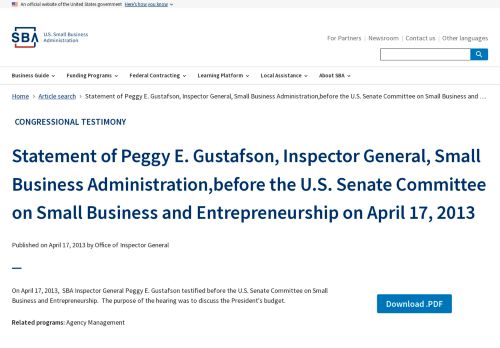 An official website of the United States government Here's how you know
SBA U.S. Small Business
Administration
For Partners | Newsroom | Contact us | Other languages
Business Guide Funding Programs Federal Contracting Learning Platform Local Assistance About SBA
Home › Article search › Statement of Peggy E. Gustafson, Inspector General, Small Business Administration,before the U.S. Senate Committee on Small Business and ...
CONGRESSIONAL TESTIMONY
Statement of Peggy E. Gustafson, Inspector General, Small
Business Administration,before the U.S. Senate Committee
on Small Business and Entrepreneurship on April 17, 2013
Published on April 17, 2013 by Office of Inspector General
On April 17, 2013, SBA Inspector General Peggy E. Gustafson testified before the U.S. Senate Committee on Small
Business and Entrepreneurship. The purpose of the hearing was to discuss the President's budget.
Download .PDF
Related programs: Agency Management